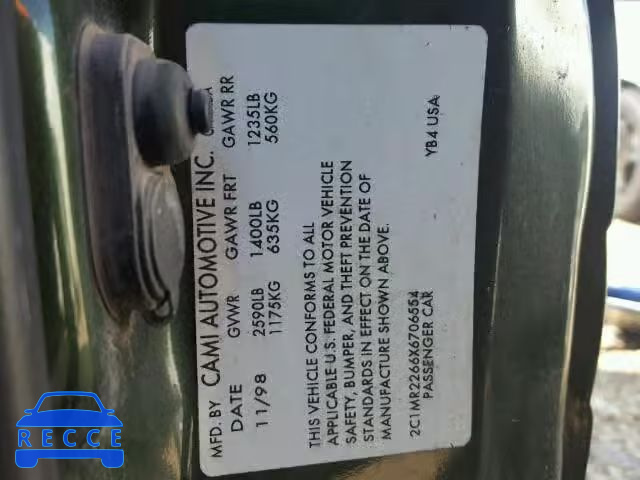 MFD. BY CAMI AUTOMOTIVE INC.
DATE GVWR GAWR FRT GAWR RR
11/98 2590LB 1400LB 1235LB
1175KG 635KG 560KG
THIS VEHICLE CONFORMS TO ALL
APPLICABLE U.S. FEDERAL MOTOR VEHICLE
SAFETY, BUMPER, AND THEFT PREVENTION
STANDARDS IN EFFECT ON THE DATE OF
MANUFACTURE SHOWN ABOVE.
2C1MR2266X6706554 YB4 USA
PASSENGER CAR
RECCE